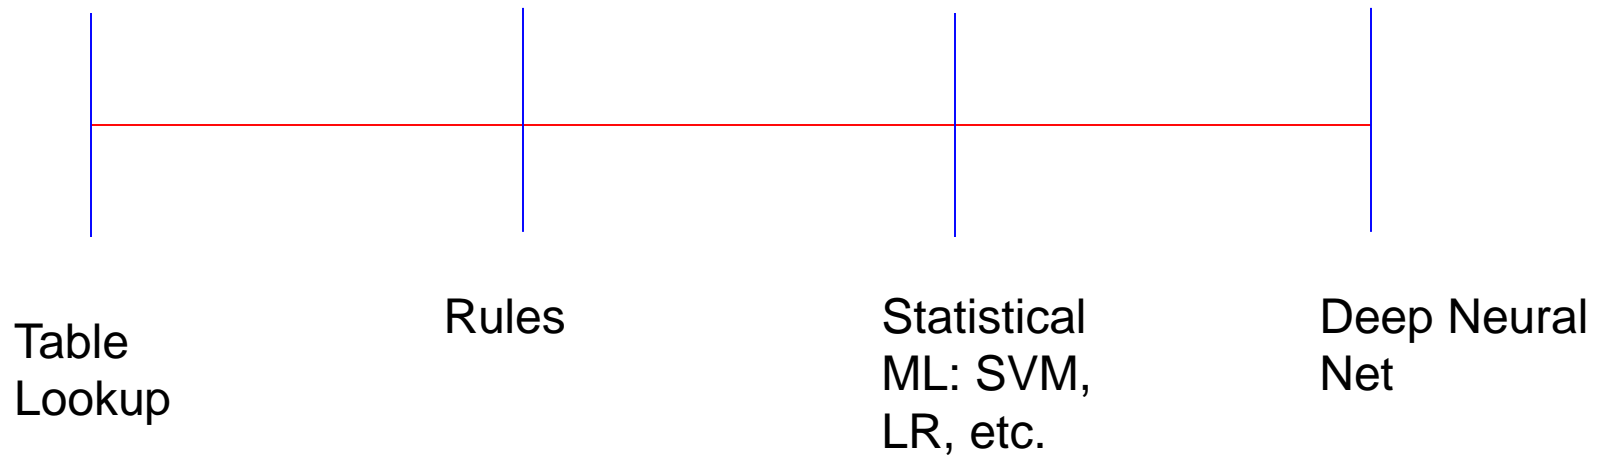 Table
Lookup
Rules
Statistical
ML: SVM,
LR, etc.
Deep Neural
Net